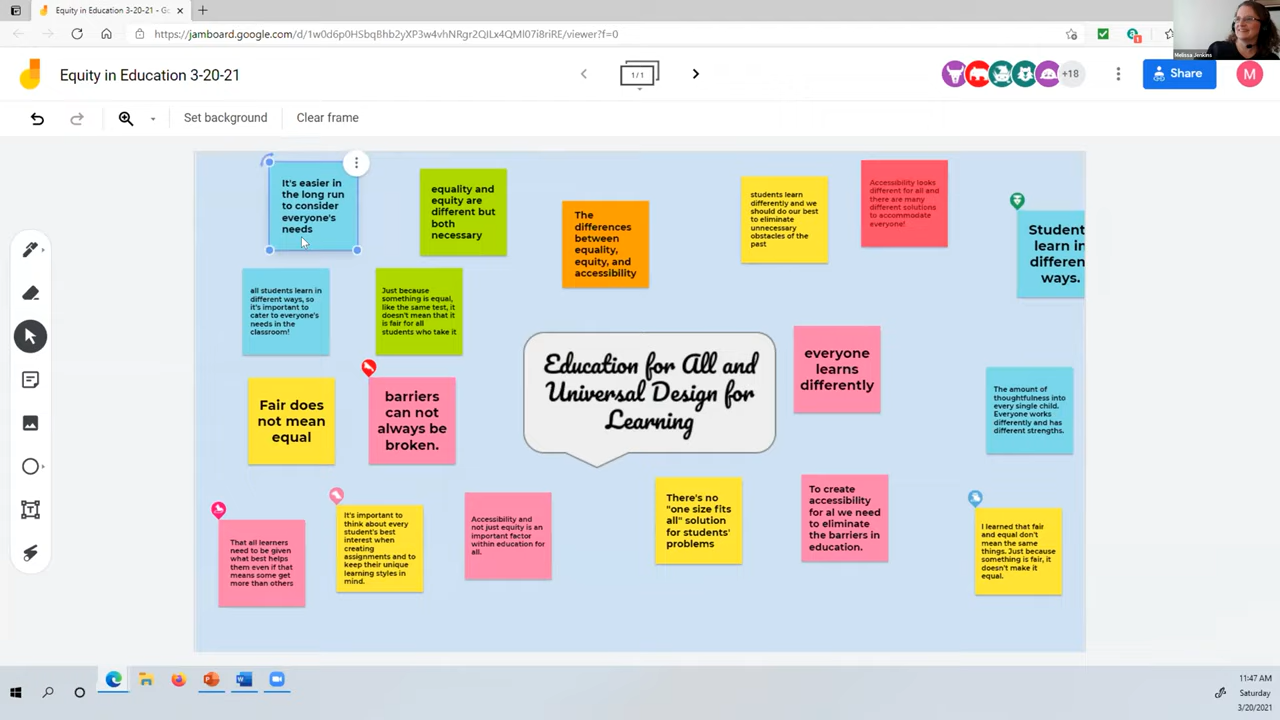 Equity in Education 3-20-21 - Go
https://jamboard.google.com/d/1w0d6p0HSbqBhb2yXP3w4vhNRgr2QILx4QMI07i8riRE/viewer?f=0
Melissa Jenkins
Equity in Education 3-20-21
1/1
+18
Share
M
Set background
Clear frame
It's easier in
the long run
to consider
everyone's
needs
equality and
equity are
different but
both
necessary
The
differences
between
equality,
equity, and
accessibility
students learn
differently and we
should do our best
to eliminate
unnecessary
obstacles of the
past
Accessibility looks
different for all and
there are many
different solutions
to accommodate
everyone!
Student
learn in
differen
ways.
all students learn in
different ways, so
it's important to
cater to everyone's
needs in the
classroom!
Just because
something is equal,
like the same test, it
doesn't mean that it
is fair for all
students who take it
Education for All and
Universal Design for
Learning
everyone
learns
differently
The amount of
thoughtfulness into
every single child.
Everyone works
differently and has
different strengths.
Fair does
not mean
equal
barriers
can not
always be
broken.
That all learners
need to be given
what best helps
them even if that
means some get
more than others
It's important to
think about every
student's best
interest when
creating
assignments and to
keep their unique
learning styles in
mind.
Accessibility and
not just equity is an
important factor
within education for
all.
There's no
"one size fits
all" solution
for students'
problems
To create
accessibility
for al we need
to eliminate
the barriers in
education.
I learned that fair
and equal don't
mean the same
things. Just because
something is fair, it
doesn't make it
equal.
11:47 AM
Saturday
3/20/2021